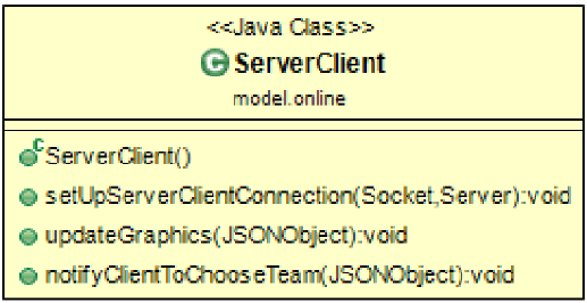 <<Java Class>>
ServerClient
model.online
ServerClient()
setUpServerClientConnection(Socket,Server):void
updateGraphics(JSONObject):void
notifyClientToChooseTeam(JSONObject):void